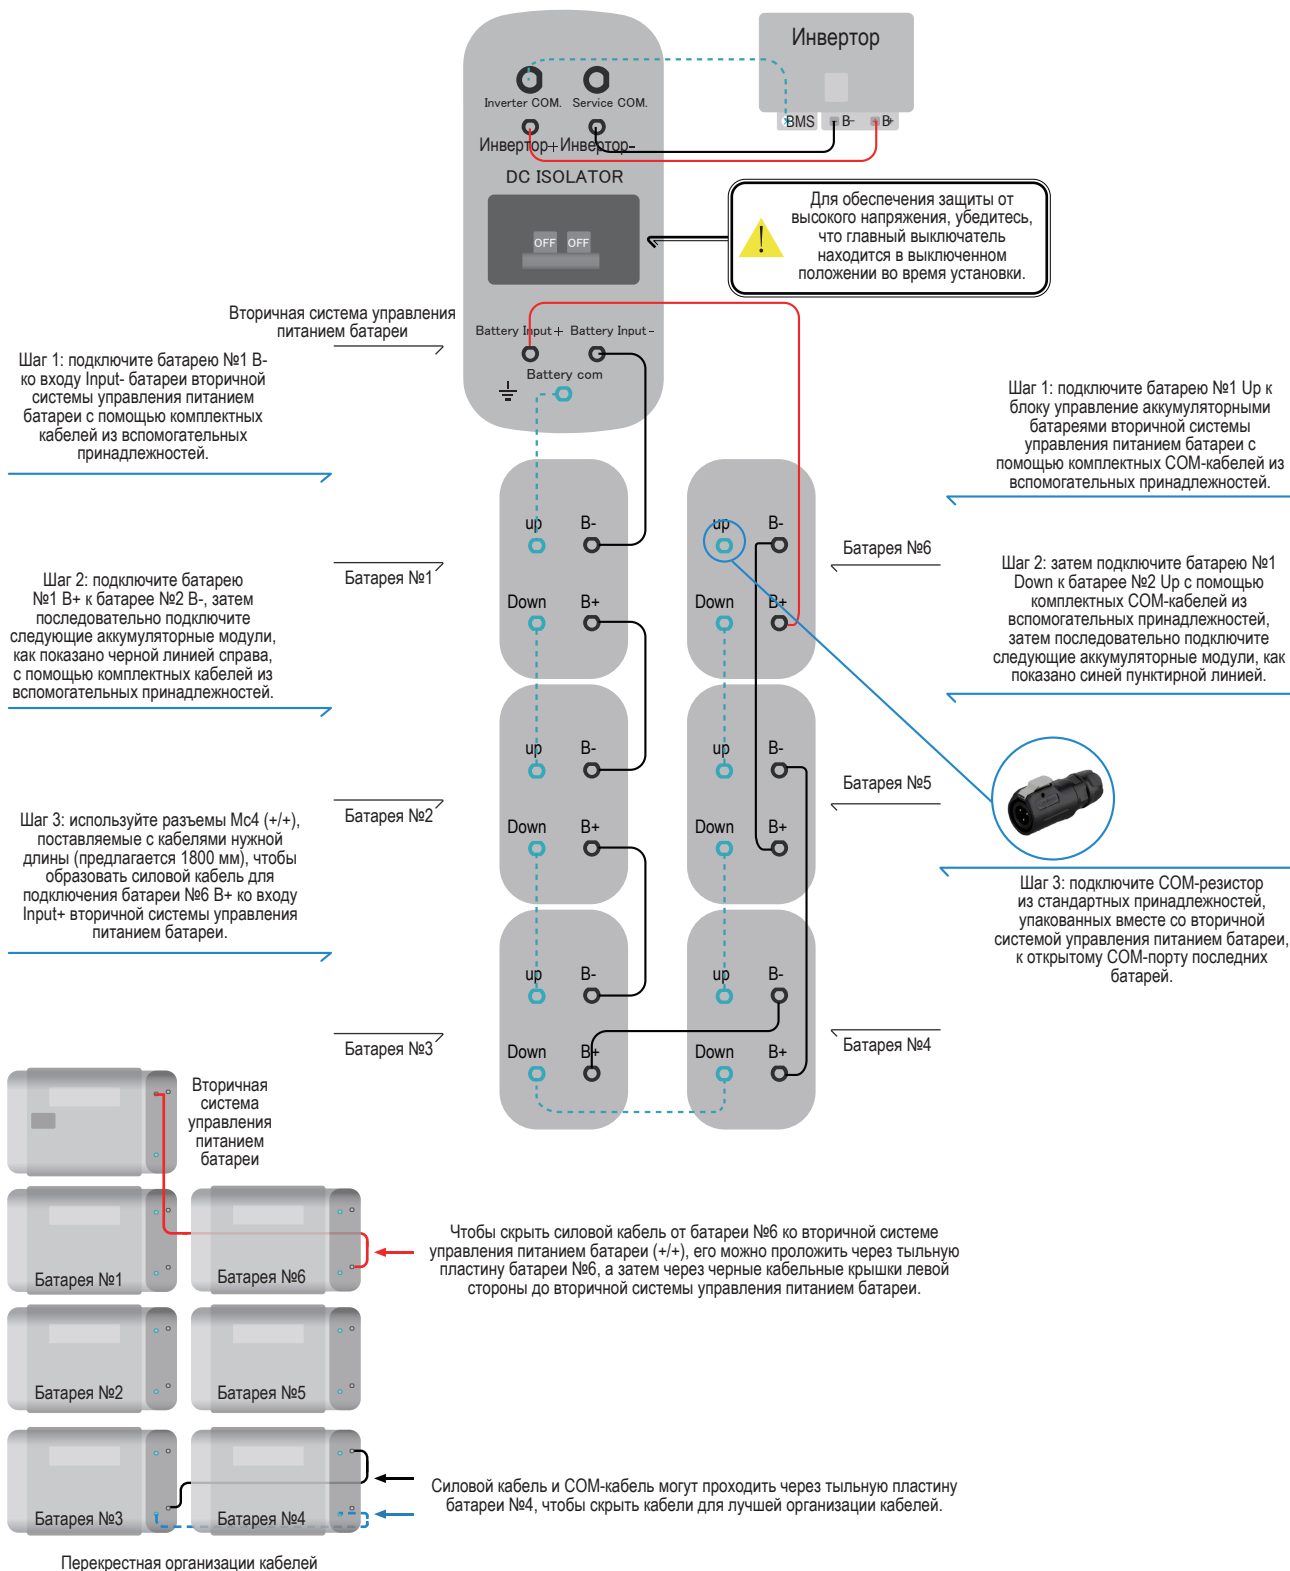 Инвертор
Inverter COM. Service COM.
BMS B- B+
Инвертор+ Инвертор-
DC ISOLATOR
OFF OFF
Для обеспечения защиты от
высокого напряжения, убедитесь,
что главный выключатель
находится в выключенном
положении во время установки.
!
Вторичная система управления
питанием батареи
Battery Input+ Battery Input-
Battery com
Шаг 1: подключите батарею №1 B-
ко входу Input- батареи вторичной
системы управления питанием
батареи с помощью комплектных
кабелей из вспомогательных
принадлежностей.
Шаг 2: подключите батарею
№1 B+ к батарее №2 B-, затем
последовательно подключите
следующие аккумуляторные модули,
как показано черной линией справа,
с помощью комплектных кабелей из
вспомогательных принадлежностей.
Шаг 3: используйте разъемы Mc4 (+/+),
поставляемые с кабелями нужной
длины (предлагается 1800 мм), чтобы
образовать силовой кабель для
подключения батареи №6 B+ ко входу
Input+ вторичной системы управления
питанием батареи.
Батарея №1
Батарея №2
Батарея №3
up B-
Down B+
up B-
Down B+
up B-
Down B+
up B-
Down B+
up B-
Down B+
up B-
Down B+
Батарея №6
Батарея №5
Батарея №4
Шаг 1: подключите батарею №1 Up к
блоку управление аккумуляторными
батареями вторичной системы
управления питанием батареи с
помощью комплектных COM-кабелей из
вспомогательных принадлежностей.
Шаг 2: затем подключите батарею №1
Down к батарее №2 Up с помощью
комплектных COM-кабелей из
вспомогательных принадлежностей,
затем последовательно подключите
следующие аккумуляторные модули, как
показано синей пунктирной линией.
Шаг 3: подключите COM-резистор
из стандартных принадлежностей,
упакованных вместе со вторичной
системой управления питанием батареи,
к открытому COM-порту последних
батарей.
Вторичная
система
управления
питанием
батареи
Батарея №1
Батарея №6
Батарея №2
Батарея №5
Батарея №3
Батарея №4
Чтобы скрыть силовой кабель от батареи №6 ко вторичной системе
управления питанием батареи (+/+), его можно проложить через тыльную
пластину батареи №6, а затем через черные кабельные крышки левой
стороны до вторичной системы управления питанием батареи.
Силовой кабель и COM-кабель могут проходить через тыльную пластину
батареи №4, чтобы скрыть кабели для лучшей организации кабелей.
Перекрестная организации кабелей